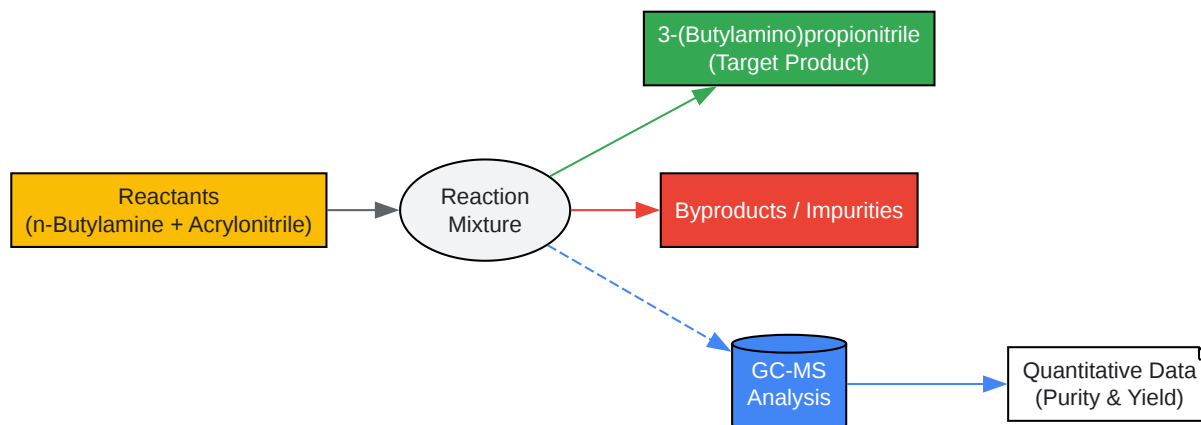 3-(Butylamino)propionitrile
(Target Product)
Reactants
(n-Butylamine + Acrylonitrile)
Reaction
Mixture
Byproducts / Impurities
GC-MS
Analysis
Quantitative Data
(Purity & Yield)